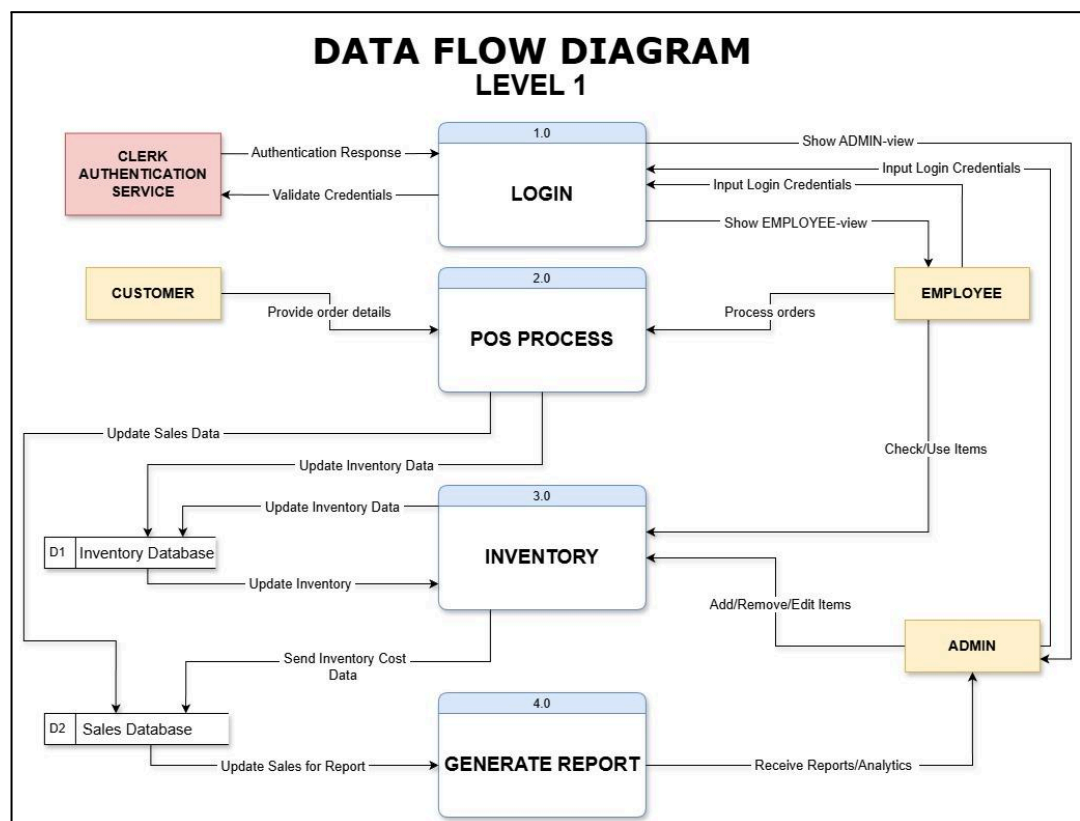 DATA FLOW DIAGRAM
LEVEL 1
1.0
LOGIN
CLERK
AUTHENTICATION
SERVICE
Authentication Response
Validate Credentials
Show ADMIN-view
Input Login Credentials
Input Login Credentials
Show EMPLOYEE-view
CUSTOMER
Provide order details
2.0
POS PROCESS
Process orders
EMPLOYEE
Update Sales Data
Update Inventory Data
Check/Use Items
Update Inventory Data
3.0
INVENTORY
D1 Inventory Database
Update Inventory
Add/Remove/Edit Items
ADMIN
Send Inventory Cost
Data
4.0
GENERATE REPORT
D2 Sales Database
Update Sales for Report
Receive Reports/Analytics